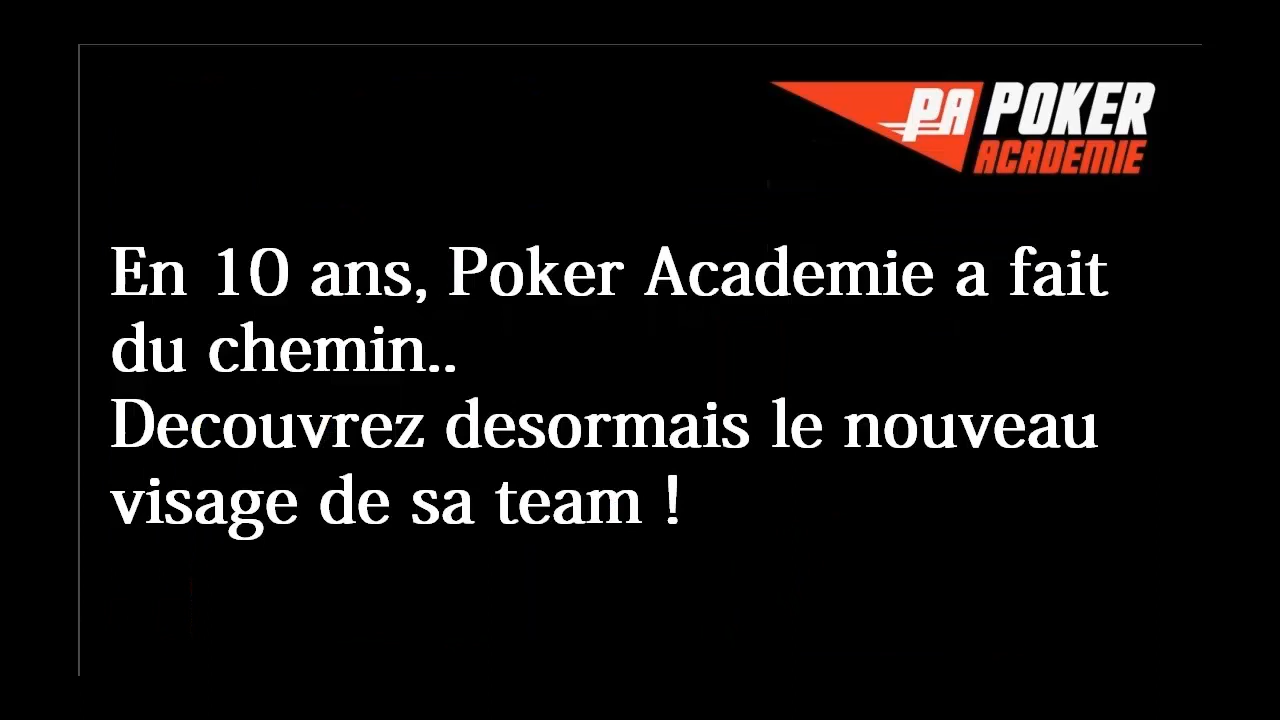 PA POKER
ACADEMIE
En 10 ans, Poker Academie a fait
du chemin..
Decouvrez desormais le nouveau
visage de sa team !